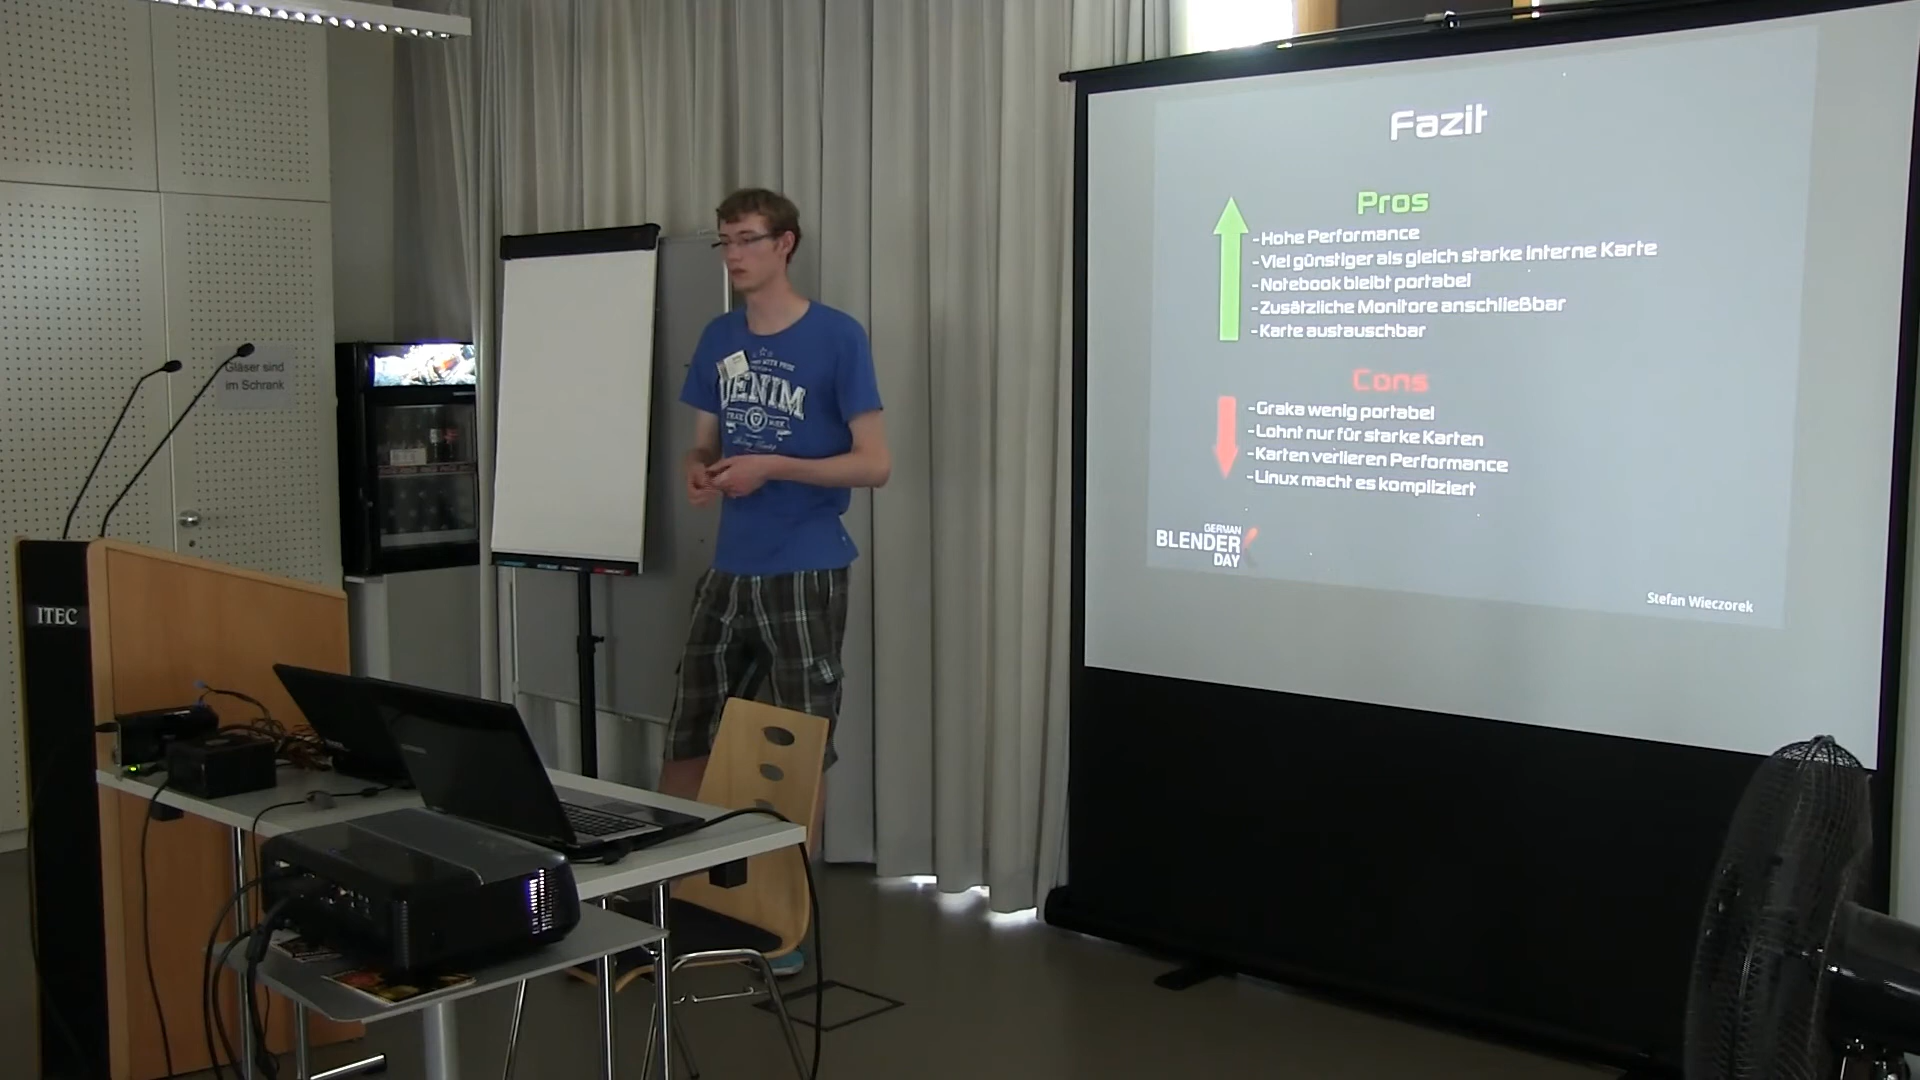 Fazit
Pros
-Hohe Performance
-Viel günstiger als gleich starke interne Karte
-Notebook bleibt portabel
-Zusätzliche Monitore anschließbar
-Karte austauschbar
Cons
-Graka wenig portabel
-Lohnt nur für starke Karten
-Karten verlieren Performance
-Linux macht es kompliziert
GERMAN
BLENDER
DAY
Stefan Wieczorek
Gläser sind
im Schrank
DENIM
ITEC